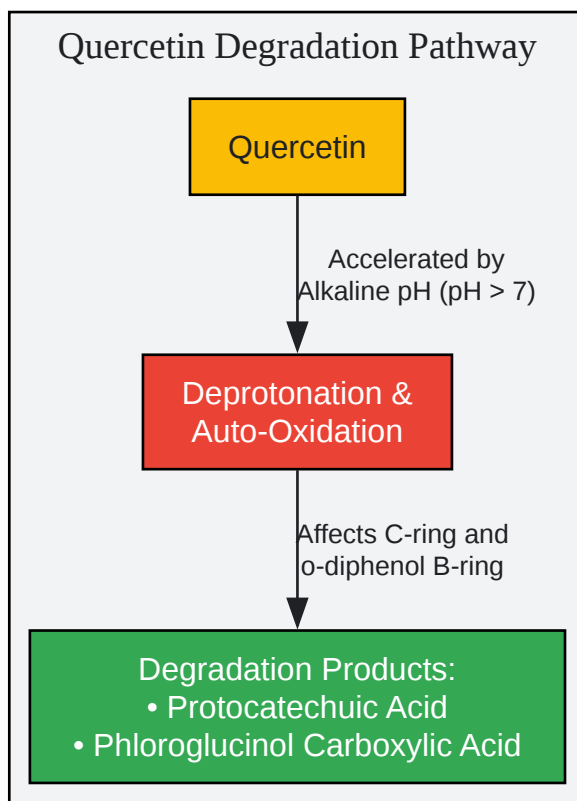 Quercetin Degradation Pathway
Quercetin
Accelerated by
Alkaline pH (pH > 7)
Deprotonation &
Auto-Oxidation
Affects C-ring and
o-diphenol B-ring
Degradation Products:
• Protocatechuic Acid
• Phloroglucinol Carboxylic Acid